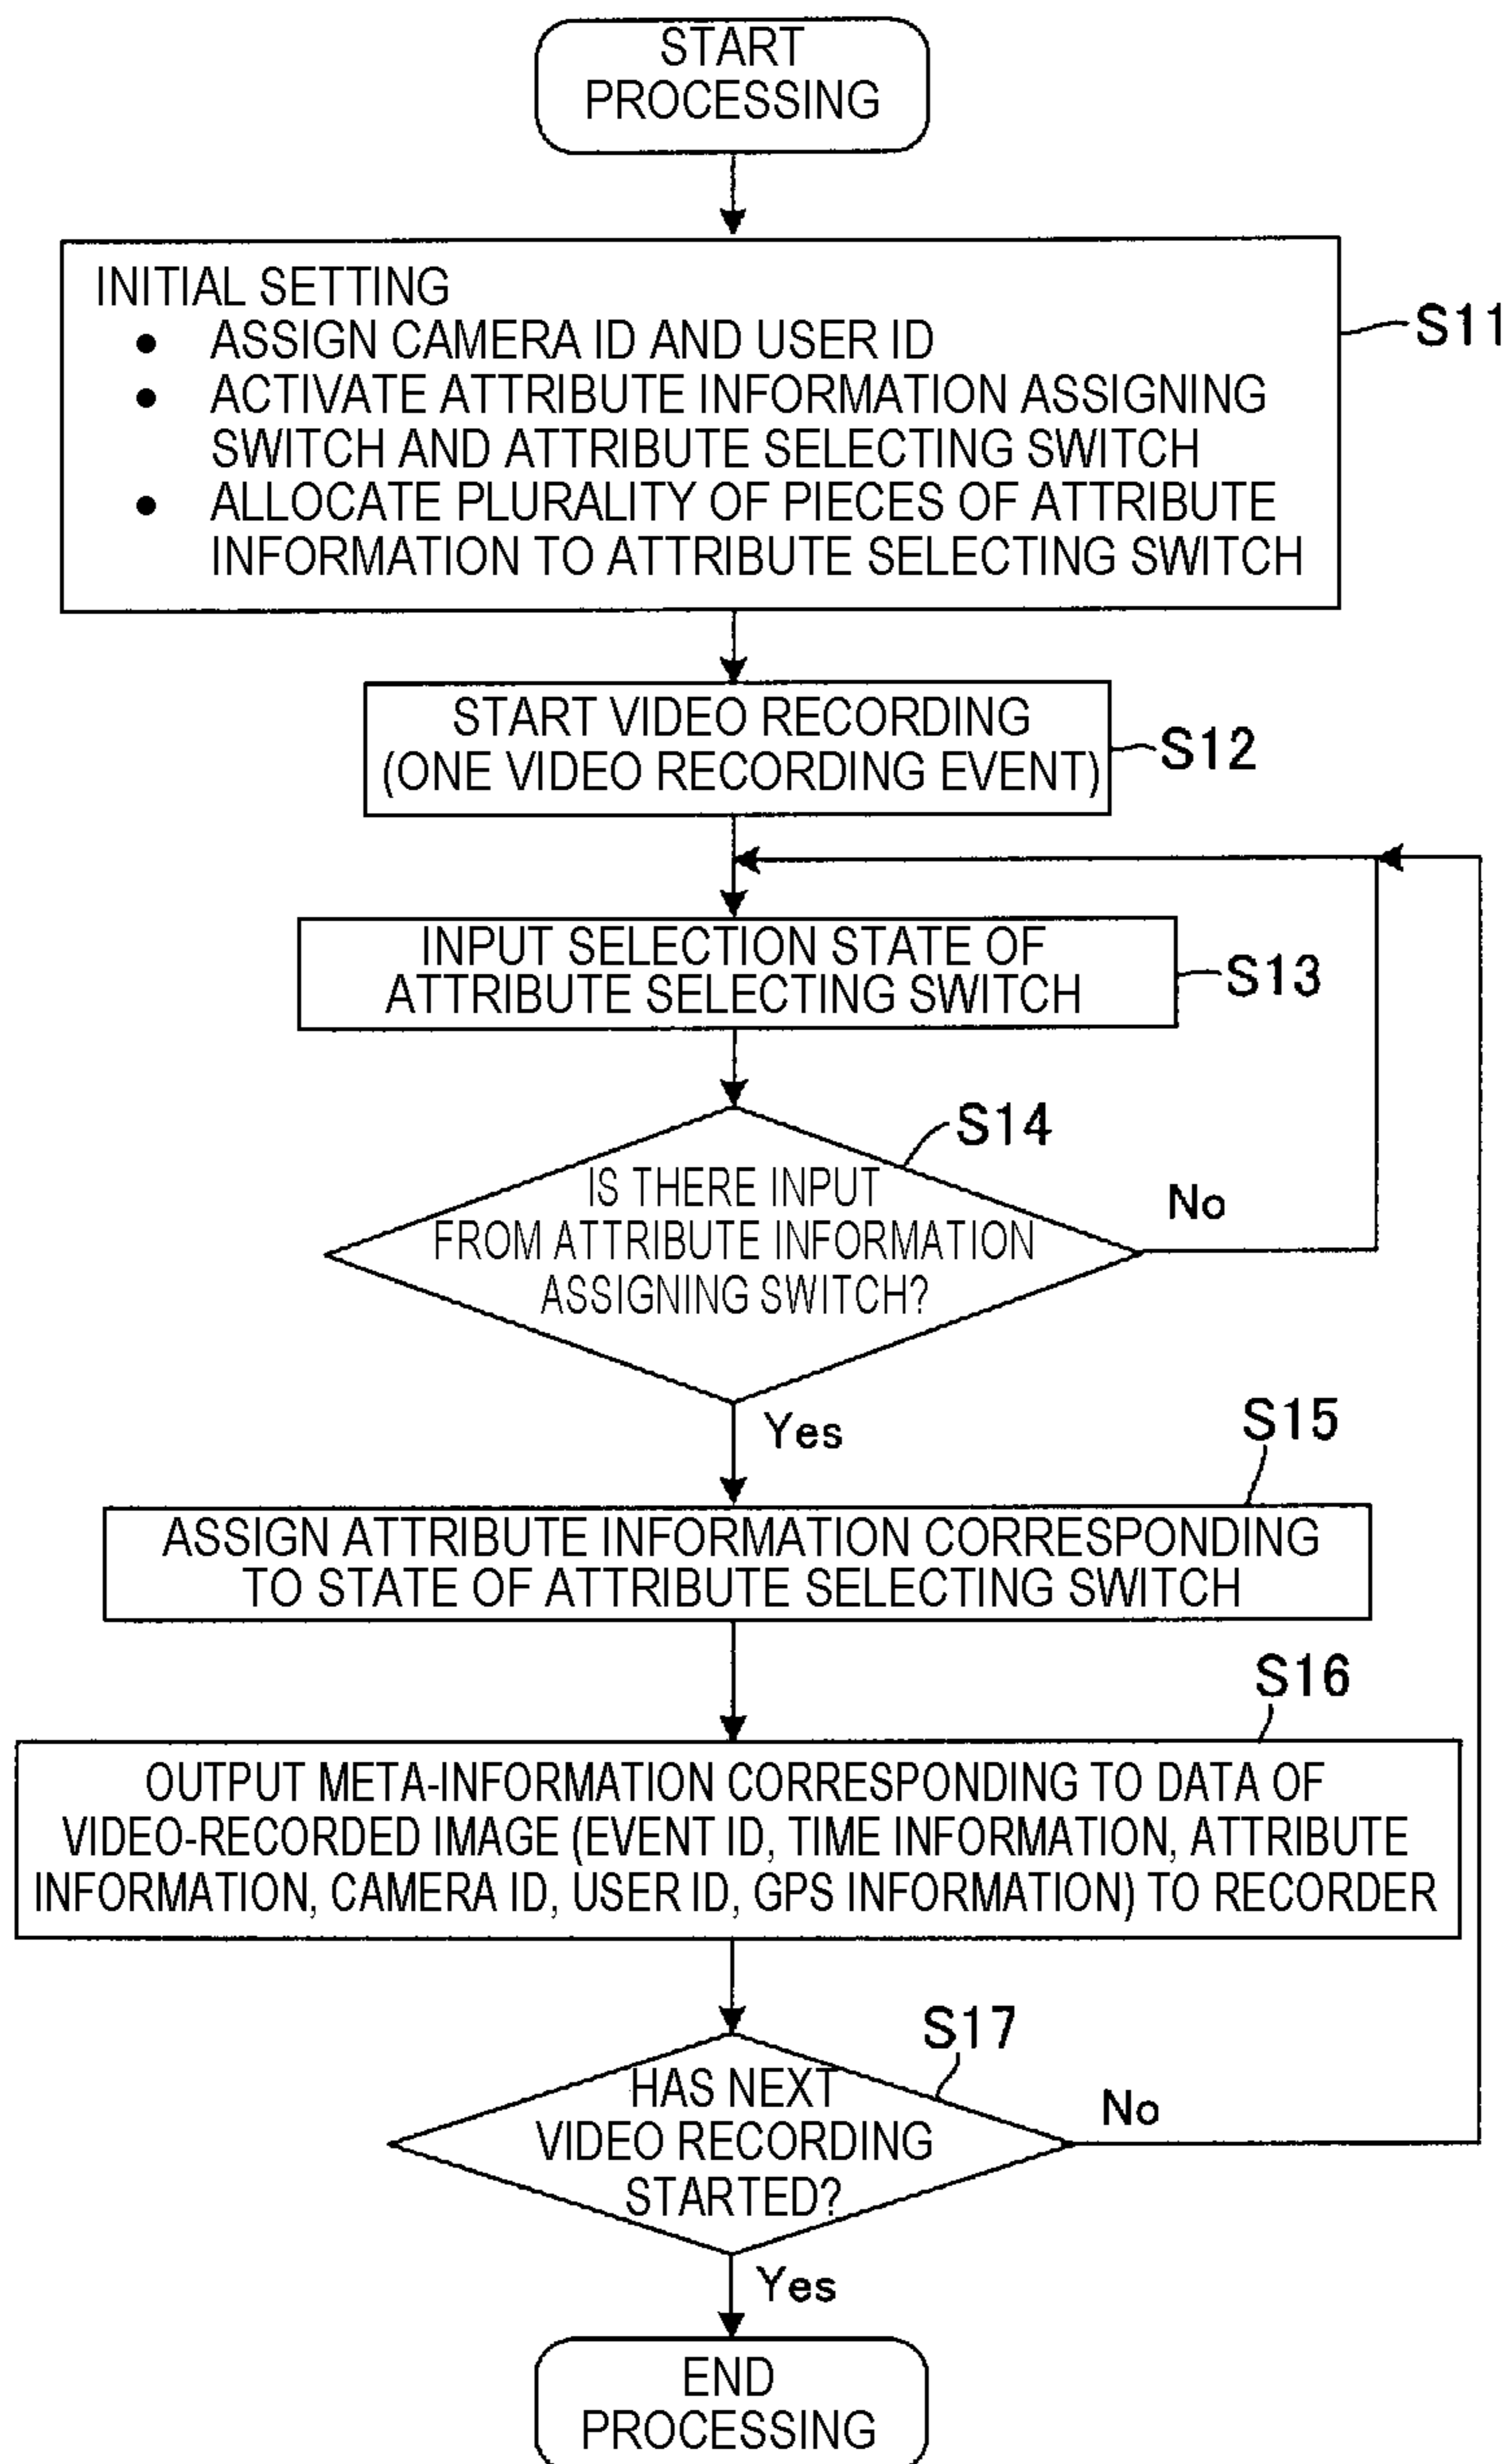 START
PROCESSING
INITIAL SETTING
● ASSIGN CAMERA ID AND USER ID
● ACTIVATE ATTRIBUTE INFORMATION ASSIGNING
SWITCH AND ATTRIBUTE SELECTING SWITCH
● ALLOCATE PLURALITY OF PIECES OF ATTRIBUTE
INFORMATION TO ATTRIBUTE SELECTING SWITCH
S11
START VIDEO RECORDING
(ONE VIDEO RECORDING EVENT)
S12
INPUT SELECTION STATE OF
ATTRIBUTE SELECTING SWITCH
S13
S14
IS THERE INPUT
FROM ATTRIBUTE INFORMATION
ASSIGNING SWITCH?
No
Yes
S15
ASSIGN ATTRIBUTE INFORMATION CORRESPONDING
TO STATE OF ATTRIBUTE SELECTING SWITCH
S16
OUTPUT META-INFORMATION CORRESPONDING TO DATA OF
VIDEO-RECORDED IMAGE (EVENT ID, TIME INFORMATION, ATTRIBUTE
INFORMATION, CAMERA ID, USER ID, GPS INFORMATION) TO RECORDER
S17
HAS NEXT
VIDEO RECORDING
STARTED?
No
Yes
END
PROCESSING